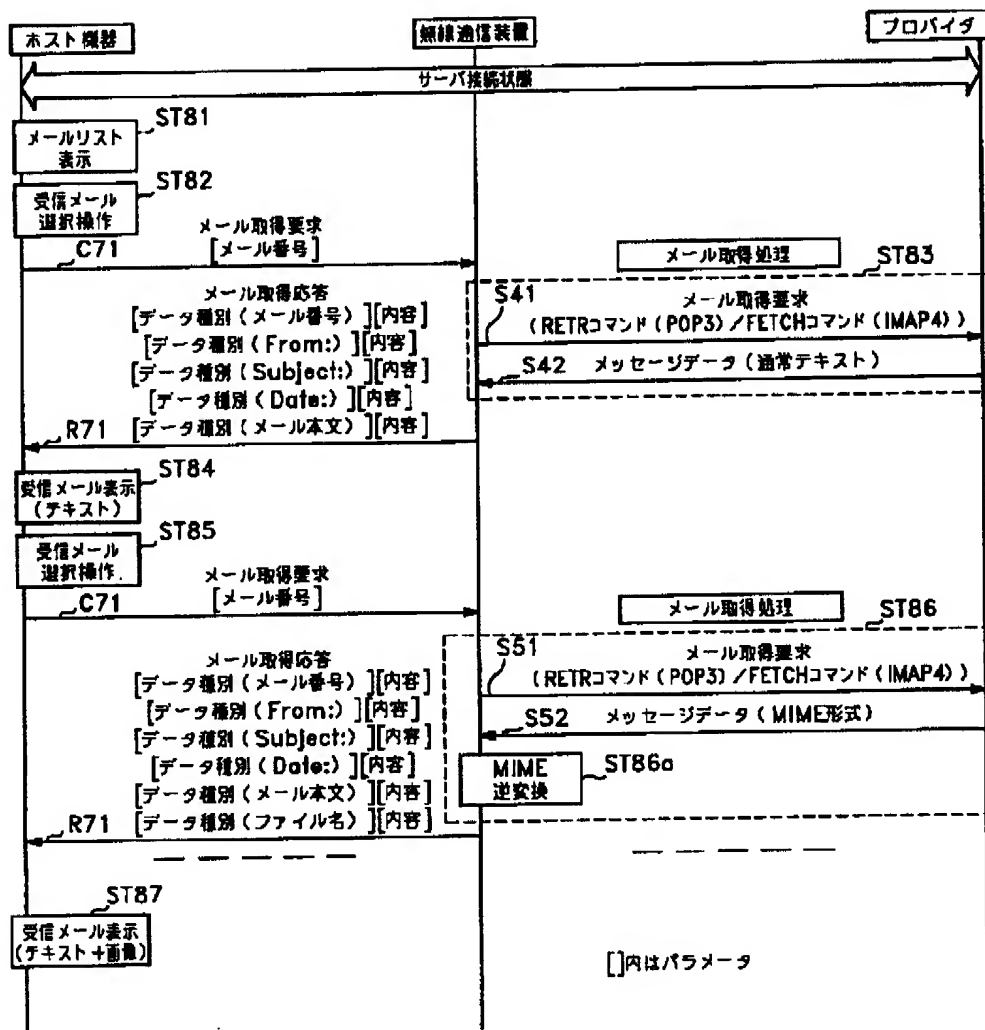 ホスト機器
無線通信装置
プロバイダ
サーバ接続状態
メールリスト
表示
ST81
受信メール
選択操作
ST82
メール取得要求
[メール番号]
C71
メール取得処理
ST83
メール取得要求
(RETRコマンド(POP3)/FETCHコマンド(IMAP4))
S41
S42
メッセージデータ(通常テキスト)
メール取得応答
[データ種別(メール番号)][内容]
[データ種別(From:)][内容]
[データ種別(Subject:)][内容]
[データ種別(Date:)][内容]
[データ種別(メール本文)][内容]
R71
受信メール表示
(テキスト)
ST84
受信メール
選択操作
ST85
メール取得要求
[メール番号]
C71
メール取得処理
ST86
メール取得要求
(RETRコマンド(POP3)/FETCHコマンド(IMAP4))
S51
S52
メッセージデータ(MIME形式)
MIME
逆変換
ST86a
メール取得応答
[データ種別(メール番号)][内容]
[データ種別(From:)][内容]
[データ種別(Subject:)][内容]
[データ種別(Date:)][内容]
[データ種別(メール本文)][内容]
[データ種別(ファイル名)][内容]
R71
ST87
受信メール表示
(テキスト+画像)
[]内はパラメータ